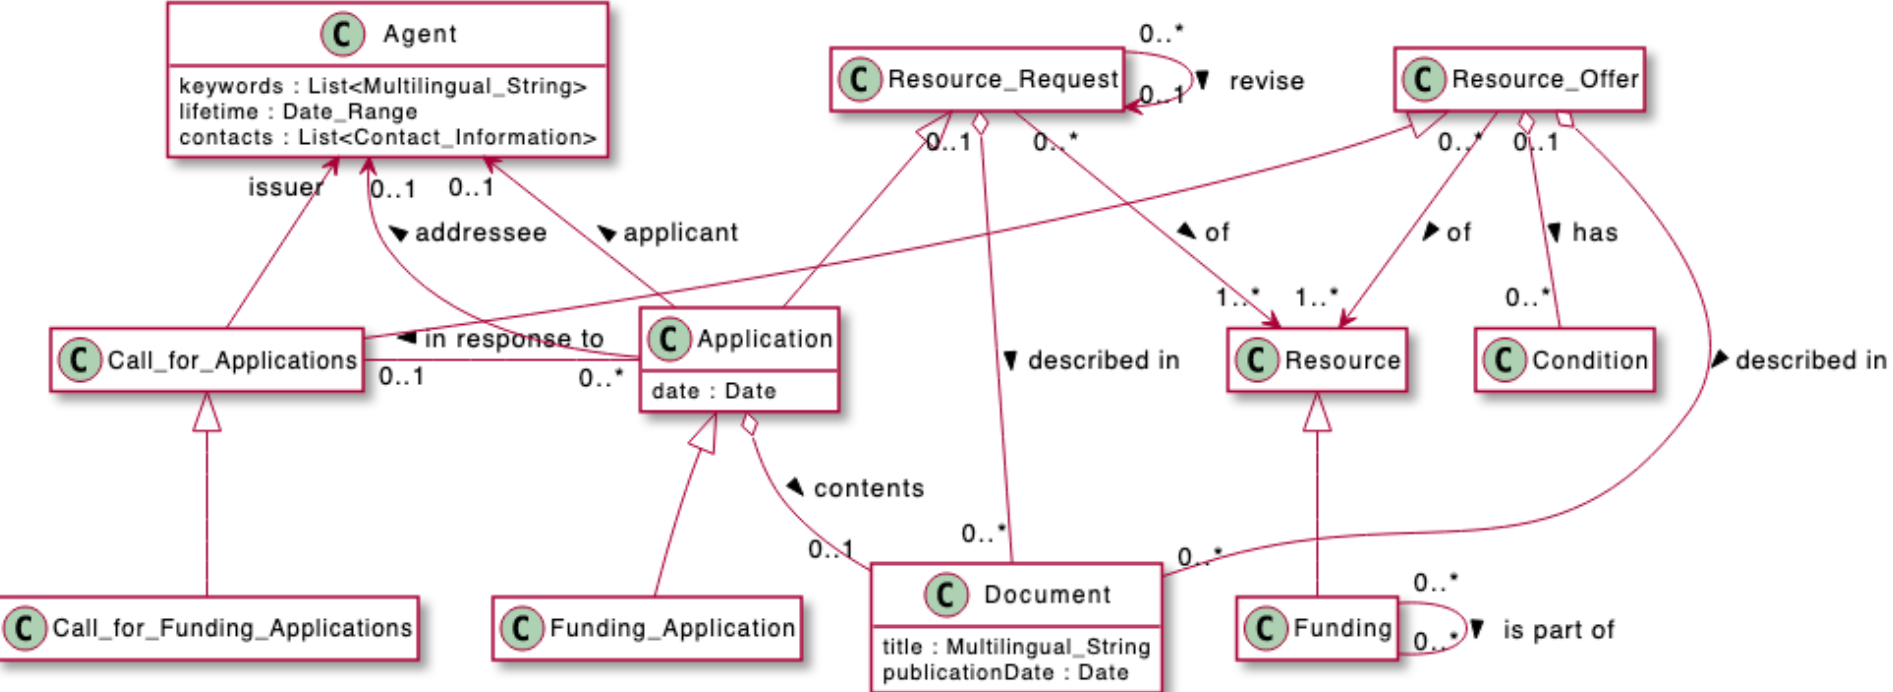 C Agent
keywords : List<Multilingual_String>
lifetime : Date_Range
contacts : List<Contact_Information>
C Resource_Request
0..*
0..1
revise
C Resource_Offer
issuer
0..1
0..1
0..1
0..*
0..*
0..1
addressee
applicant
of
of
has
1..*
1..*
0..*
in response to
0..1
0..*
C Call_for_Applications
C Application
date : Date
described in
C Resource
C Condition
described in
contents
0..1
0..*
0..*
C Call_for_Funding_Applications
C Funding_Application
C Document
title : Multilingual_String
publicationDate : Date
C Funding
0..*
0..*
is part of